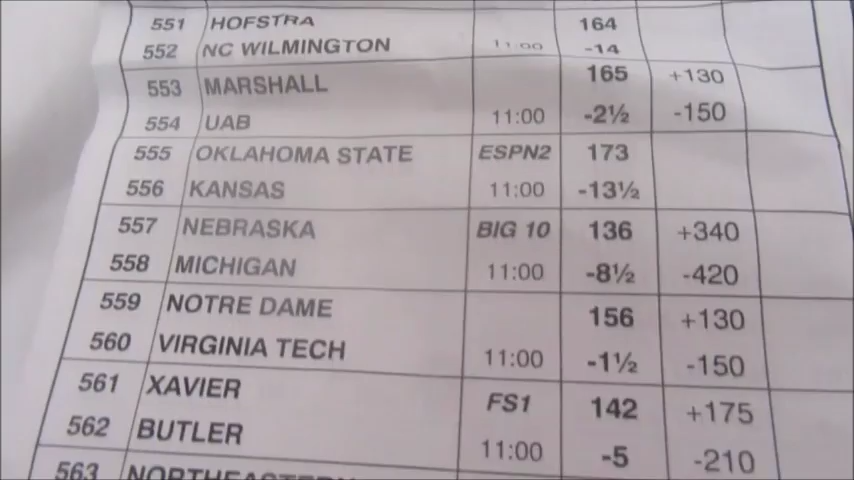 551 HOFSTRA 164
552 NC WILMINGTON 11:00 -14
553 MARSHALL 165 +130
554 UAB 11:00 -2½ -150
555 OKLAHOMA STATE ESPN2 173
556 KANSAS 11:00 -13½
557 NEBRASKA BIG 10 136 +340
558 MICHIGAN 11:00 -8½ -420
559 NOTRE DAME 156 +130
560 VIRGINIA TECH 11:00 -1½ -150
561 XAVIER FS1 142 +175
562 BUTLER 11:00 -5 -210
563 NORTHEASTERN